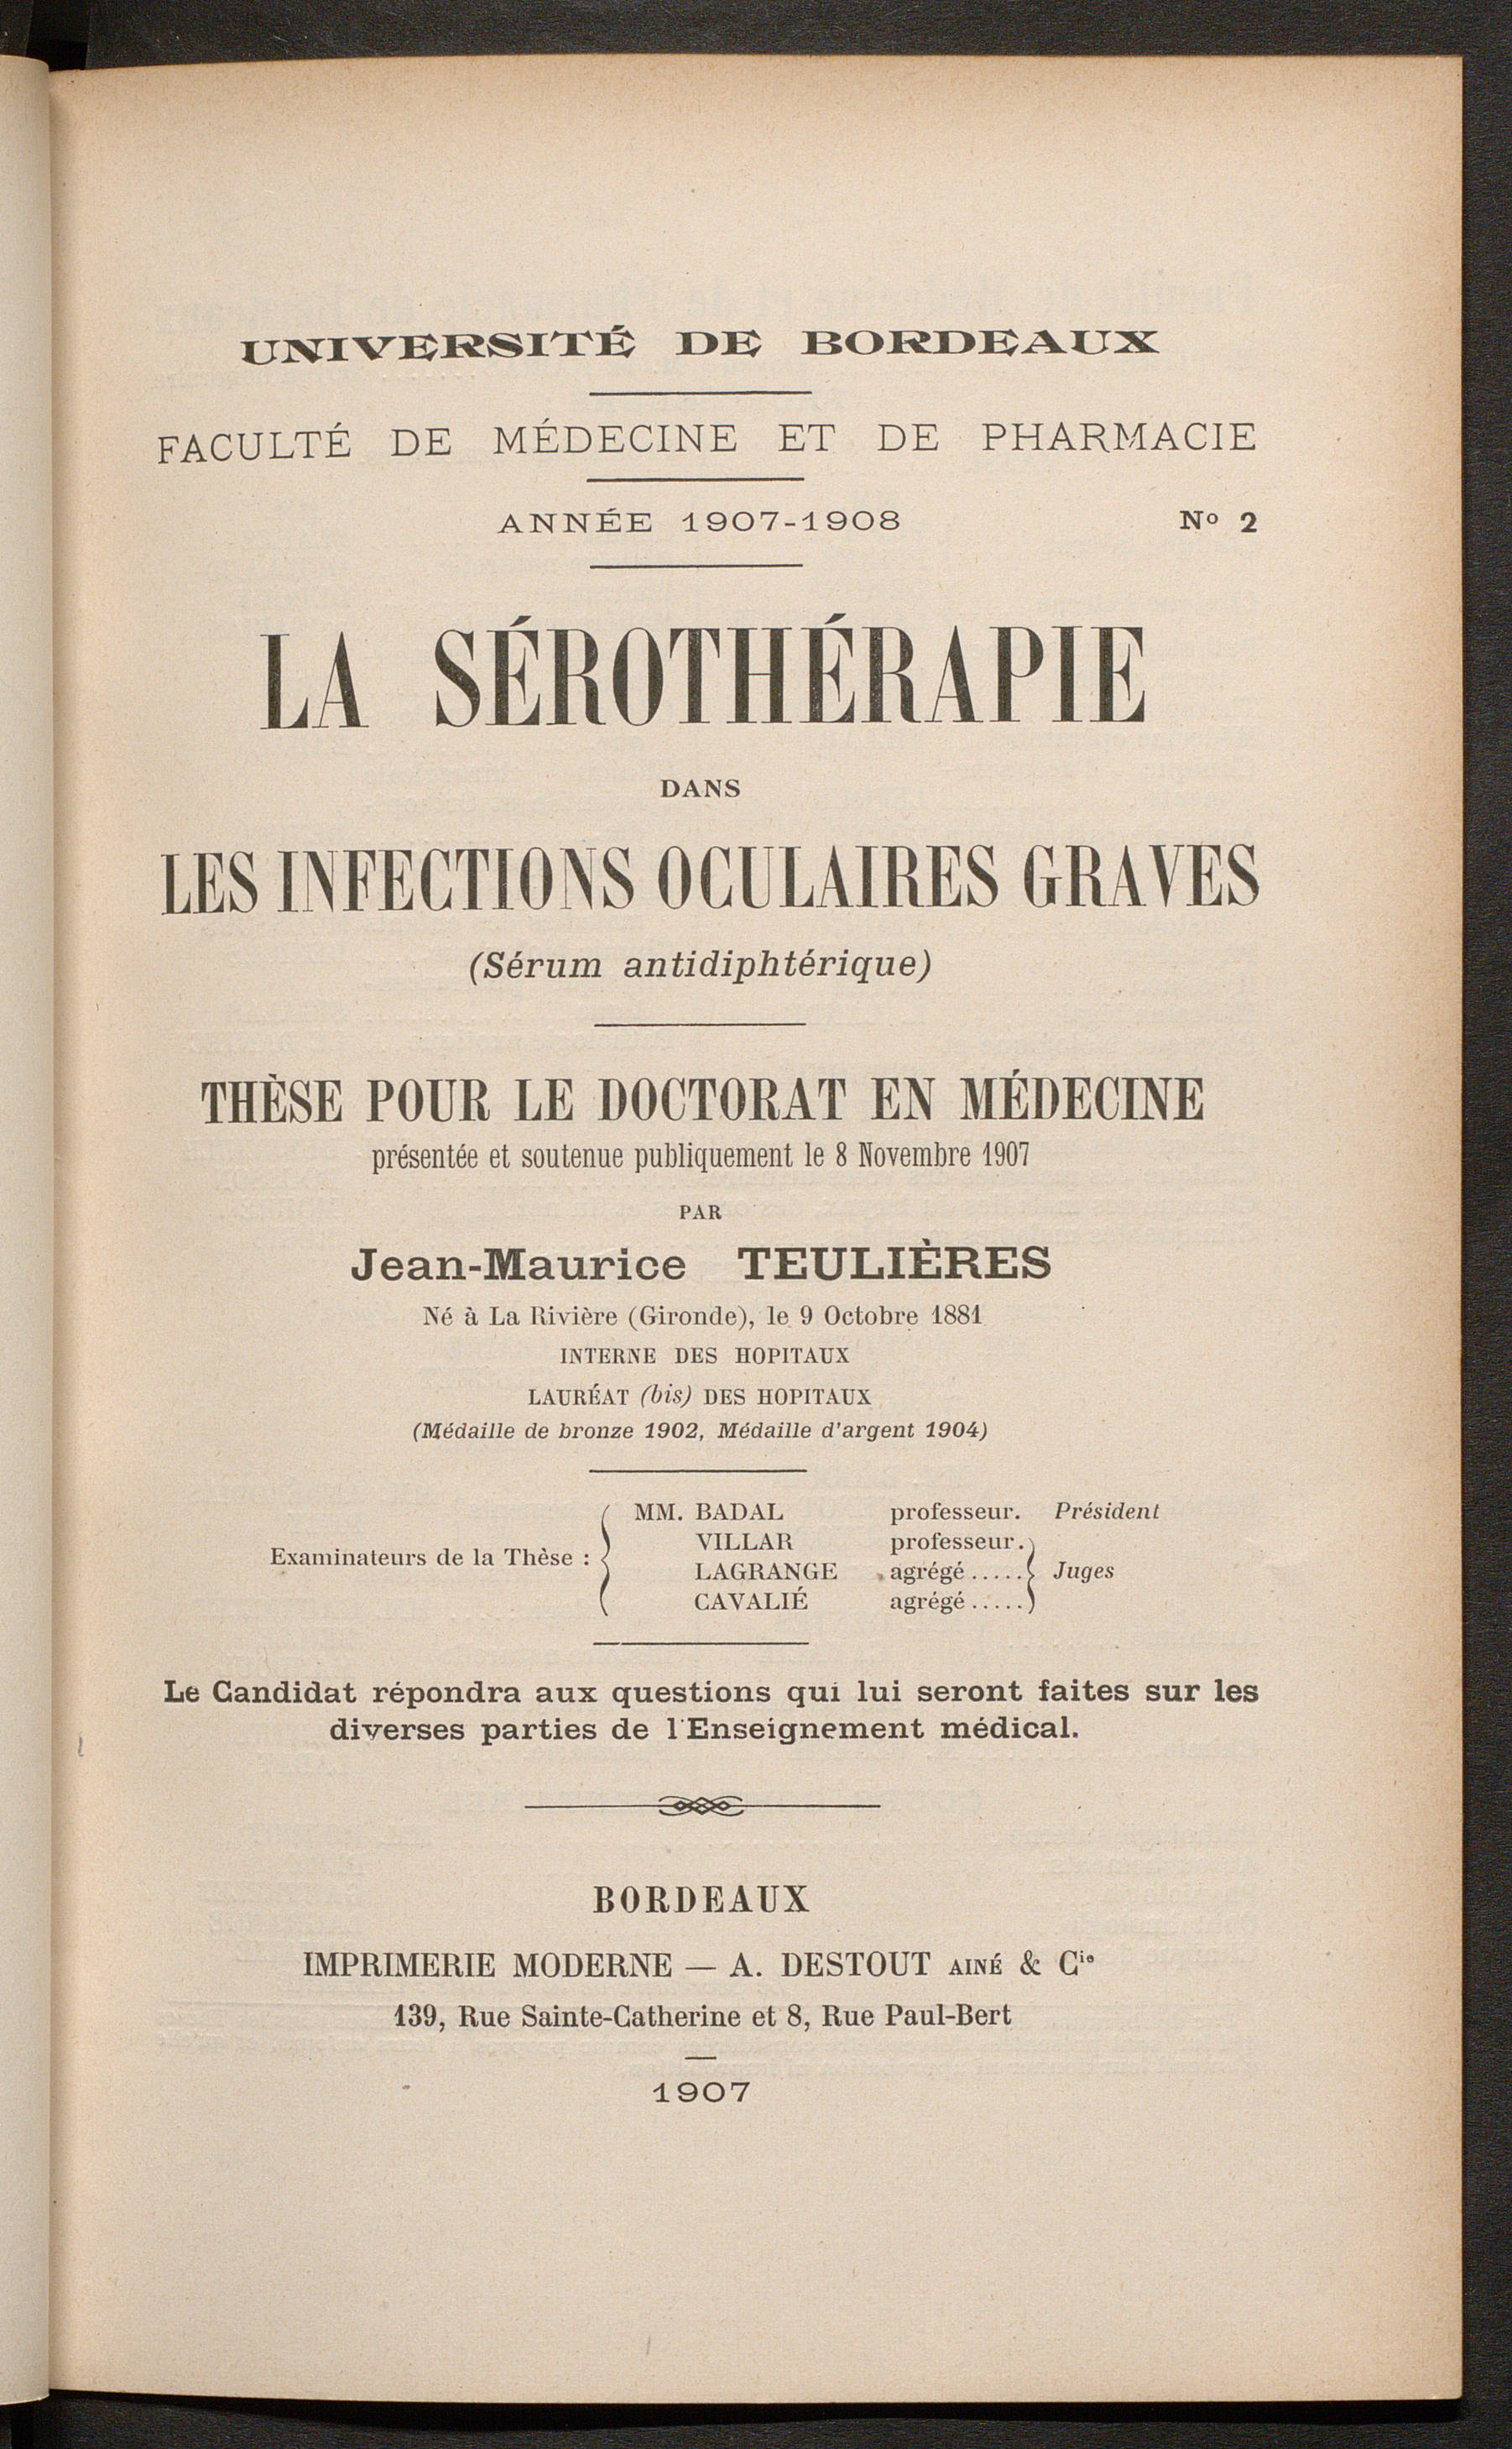 UNIVERSITÉ DE BORDEAUX
FACULTÉ DE MÉDECINE ET DE PHARMACIE
ANNÉE 1907-1908 Nº 2
LA SÉROTHÉRAPIE
DANS
LES INFECTIONS OCULAIRES GRAVES
(Sérum antidiphtérique)
THÈSE POUR LE DOCTORAT EN MÉDECINE
présentée et soutenue publiquement le 8 Novembre 1907
PAR
Jean-Maurice TEULIÈRES
Né à La Rivière (Gironde), le 9 Octobre 1881
INTERNE DES HOPITAUX
LAURÉAT (bis) DES HOPITAUX
(Médaille de bronze 1902, Médaille d'argent 1904)
Examinateurs de la Thèse :
MM. BADAL professeur. Président
VILLAR professeur.
LAGRANGE agrégé..... Juges
CAVALIÉ agrégé.....
Le Candidat répondra aux questions qui lui seront faites sur les
diverses parties de l'Enseignement médical.
BORDEAUX
IMPRIMERIE MODERNE — A. DESTOUT AINÉ & Cie
139, Rue Sainte-Catherine et 8, Rue Paul-Bert
1907